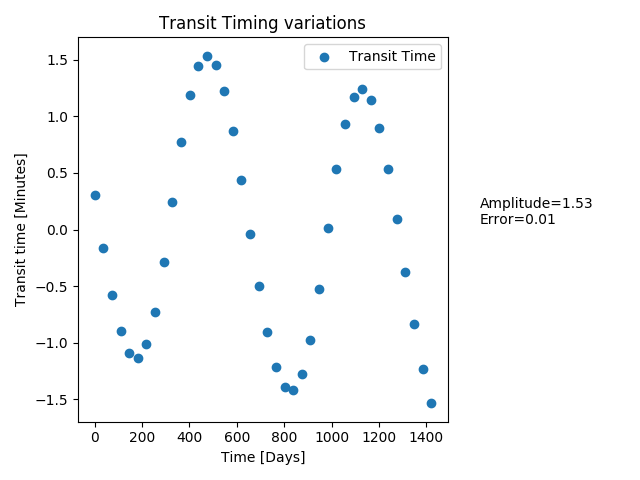 Transit Timing variations
Transit Time
1.5
1.0
0.5
0.0
−0.5
−1.0
−1.5
Transit time [Minutes]
0
200
400
600
800
1000
1200
1400
Time [Days]
Amplitude=1.53
Error=0.01